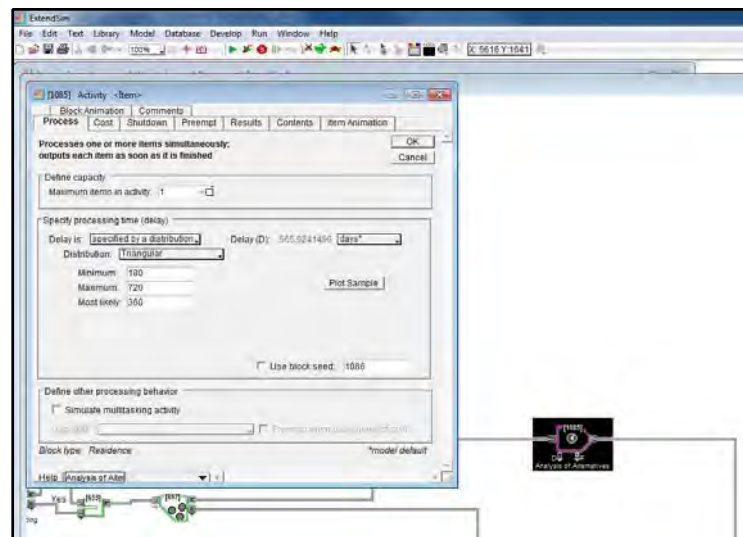 ExtendSim
File Edit Text Library Model Database Develop Run Window Help
100% X: 5616 Y:1641
[1085] Activity <Item>
Block Animation Comments
Process Cost Shutdown Preempt Results Contents Item Animation
Processes one or more items simultaneously;
outputs each item as soon as it is finished
OK
Cancel
Define capacity
Maximum items in activity: 1
Specify processing time (delay)
Delay is: specified by a distribution Delay (D): days*
Distribution: Triangular
Minimum: 180
Maximum: 720
Most likely: 360
Plot Sample
Use block seed: 1086
Define other processing behavior
Simulate multitasking activity
Block type: Residence *model default
Help Analysis of Alter
Yes
[1085]
D F
Analysis of Alternatives